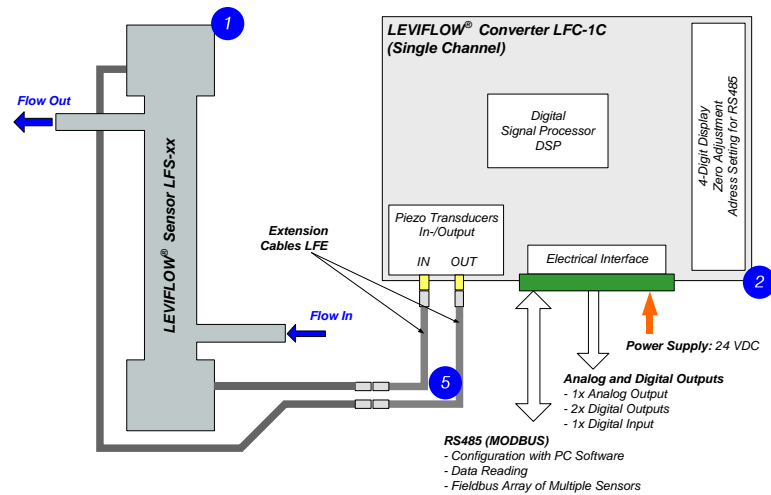 1
LEVIFLOW® Converter LFC-1C
(Single Channel)
Flow Out
LEVIFLOW® Sensor LFS-xx
Digital
Signal Processor
DSP
4-Digit Display
Zero Adjustment
Adress Setting for RS485
Piezo Transducers
In-/Output
IN OUT
Extension
Cables LFE
Electrical Interface
2
Flow In
Power Supply: 24 VDC
5
Analog and Digital Outputs
- 1x Analog Output
- 2x Digital Outputs
- 1x Digital Input
RS485 (MODBUS)
- Configuration with PC Software
- Data Reading
- Fieldbus Array of Multiple Sensors